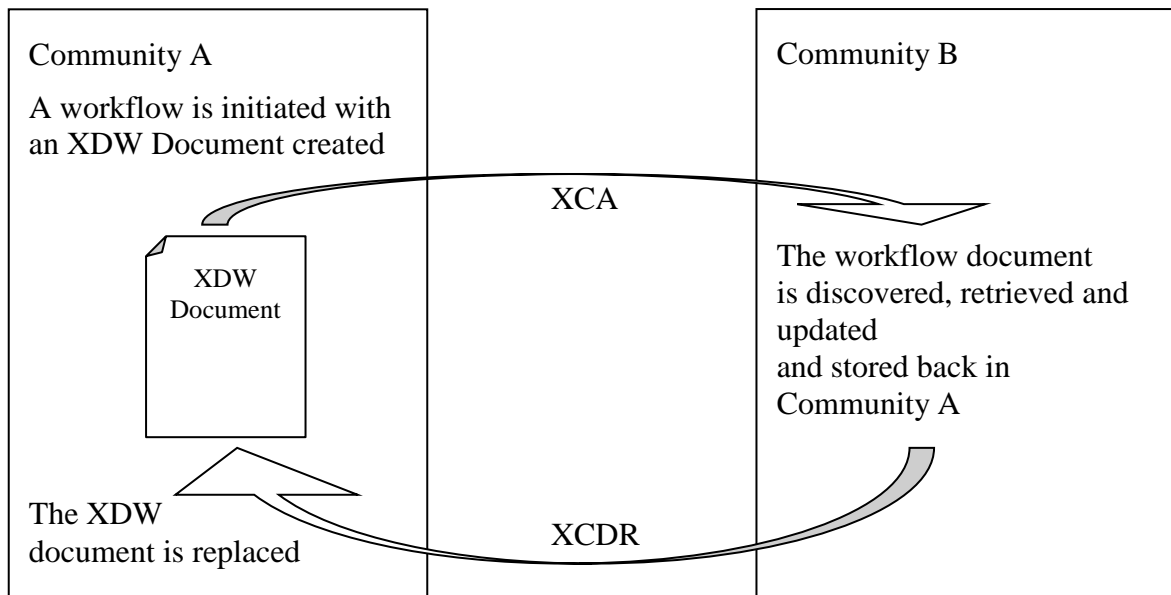 Community A
A workflow is initiated with
an XDW Document created
XDW
Document
The XDW
document is replaced
XCA
XCDR
Community B
The workflow document
is discovered, retrieved and
updated
and stored back in
Community A